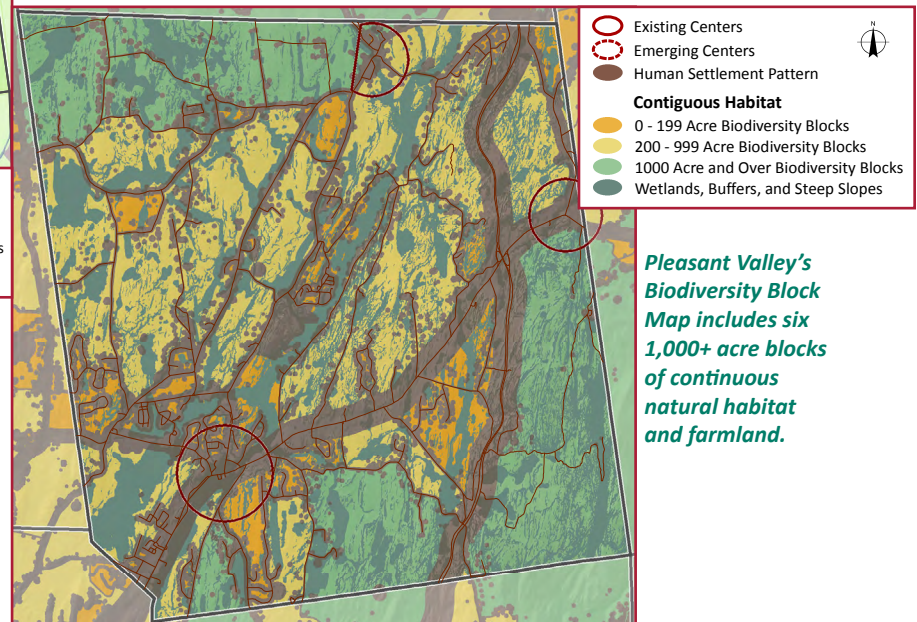 N
Existing Centers
Emerging Centers
Human Settlement Pattern
Contiguous Habitat
0 - 199 Acre Biodiversity Blocks
200 - 999 Acre Biodiversity Blocks
1000 Acre and Over Biodiversity Blocks
Wetlands, Buffers, and Steep Slopes
s
Pleasant Valley's
Biodiversity Block
Map includes six
1,000+ acre blocks
of continuous
natural habitat
and farmland.